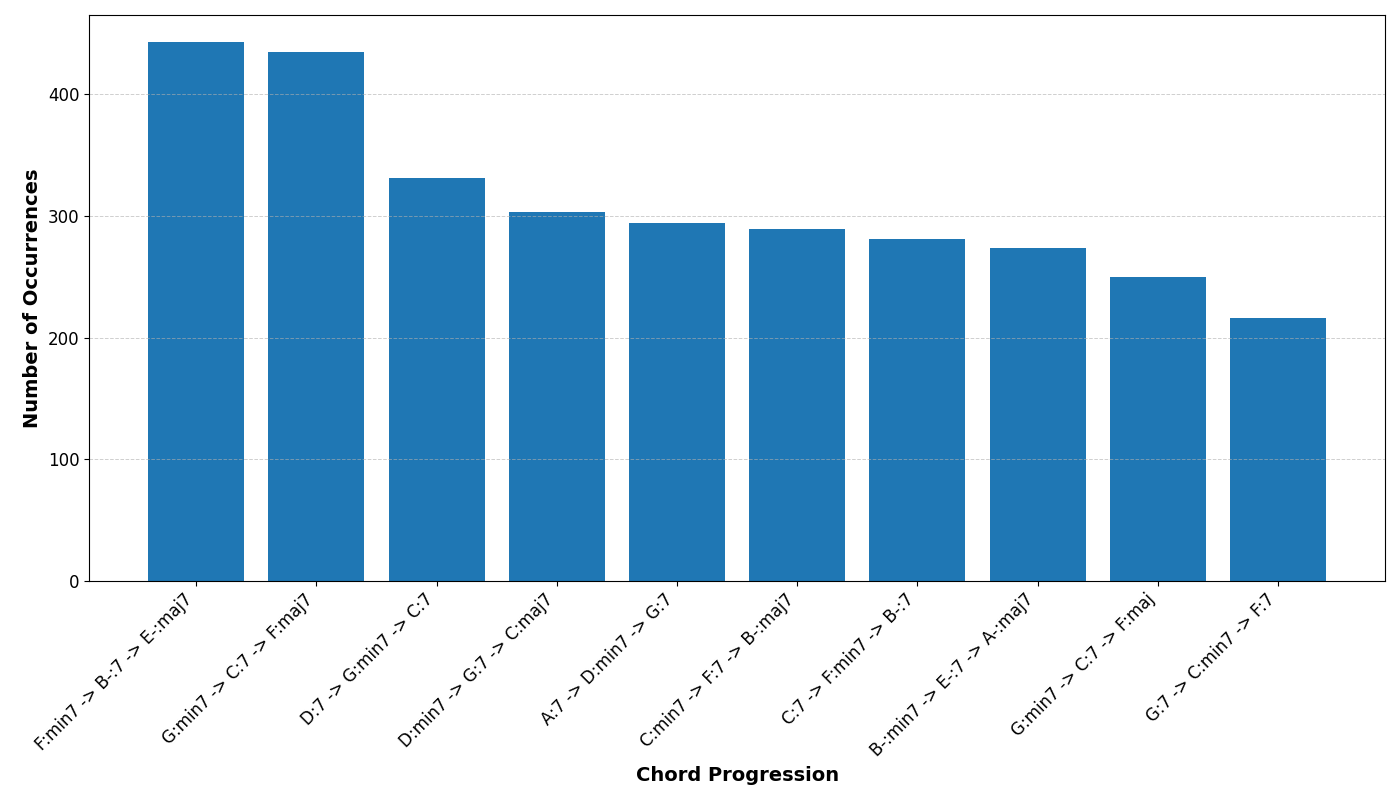 Number of Occurrences
400
300
200
100
0
F:min7 -> B-:7 -> E-:maj7
G:min7 -> C:7 -> F:maj7
D:7 -> G:min7 -> C:7
D:min7 -> G:7 -> C:maj7
A:7 -> D:min7 -> G:7
C:min7 -> F:7 -> B-:maj7
C:7 -> F:min7 -> B-:7
B-:min7 -> E-:7 -> A-:maj7
G:min7 -> C:7 -> F:maj
G:7 -> C:min7 -> F:7
Chord Progression